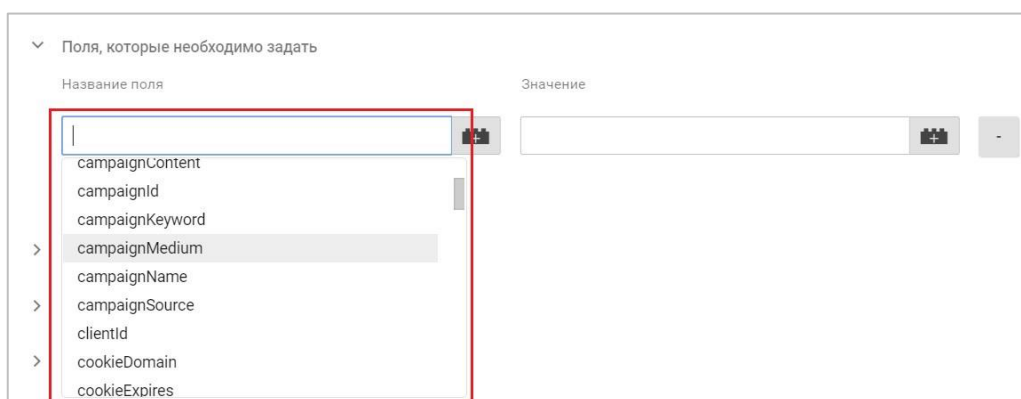 Поля, которые необходимо задать
Название поля
Значение
-
campaignContent
campaignId
campaignKeyword
campaignMedium
campaignName
campaignSource
clientId
cookieDomain
cookieExpires